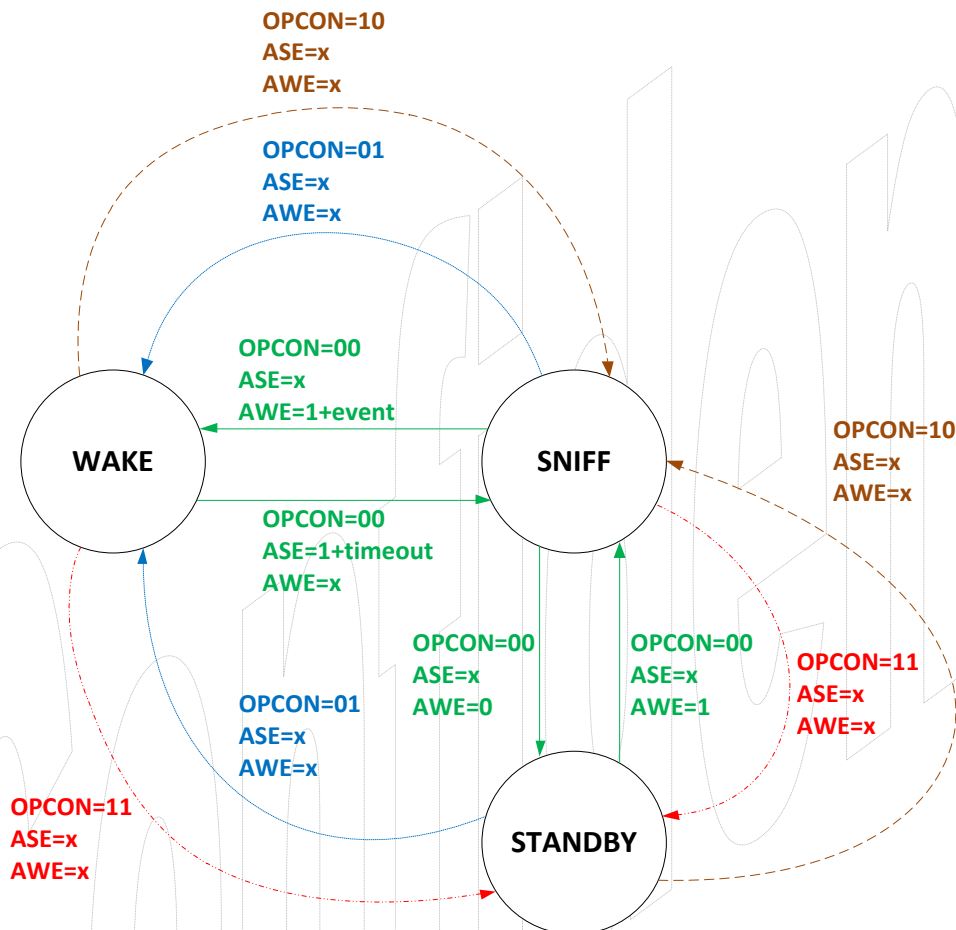 OPCON=10
ASE=x
AWE=x
OPCON=01
ASE=x
AWE=x
OPCON=00
ASE=x
AWE=1+event
WAKE
SNIFF
OPCON=10
ASE=x
AWE=x
OPCON=00
ASE=1+timeout
AWE=x
OPCON=00
ASE=x
AWE=0
OPCON=00
ASE=x
AWE=1
OPCON=11
ASE=x
AWE=x
OPCON=01
ASE=x
AWE=x
OPCON=11
ASE=x
AWE=x
STANDBY